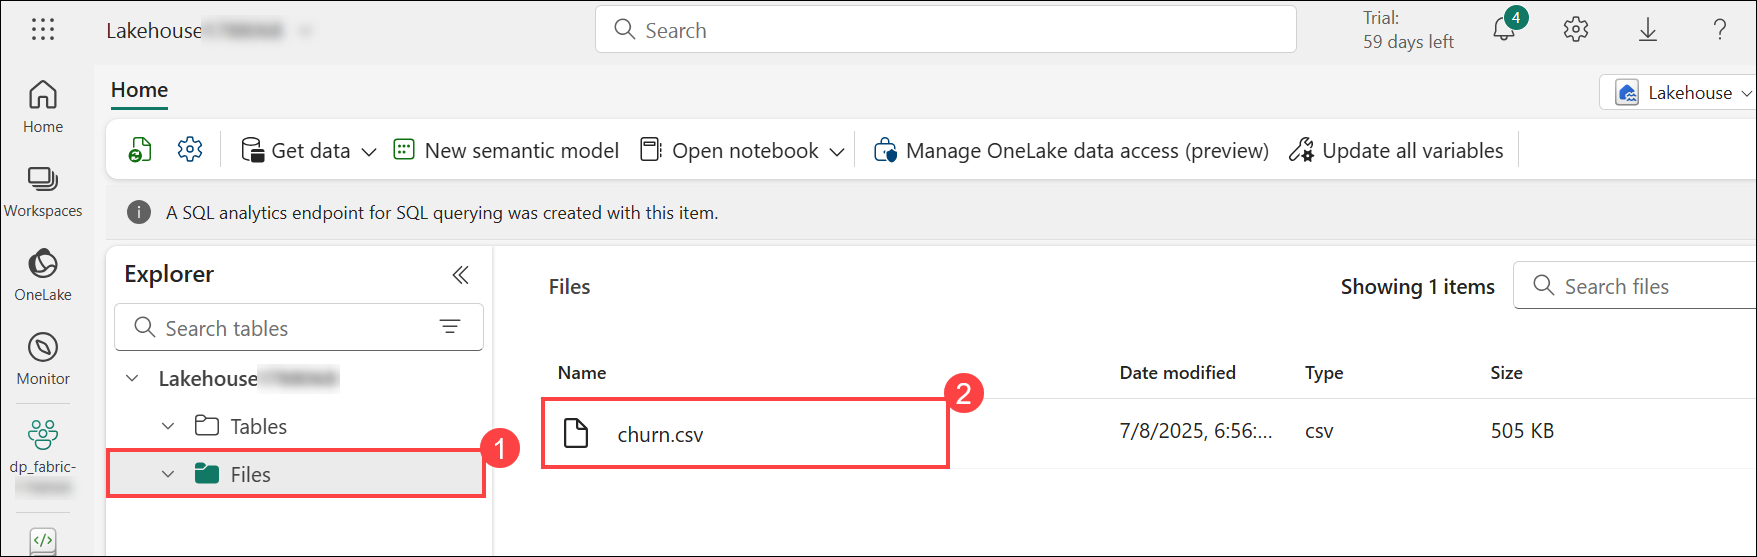 Lakehouse
Search
Trial:
59 days left
4
Home
Workspaces
OneLake
Monitor
dp_fabric-
Home
Lakehouse
Get data
New semantic model
Open notebook
Manage OneLake data access (preview)
Update all variables
A SQL analytics endpoint for SQL querying was created with this item.
Explorer
Search tables
Lakehouse
Tables
1
Files
Files
Showing 1 items
Search files
Name
Date modified
Type
Size
2
churn.csv
7/8/2025, 6:56:...
csv
505 KB